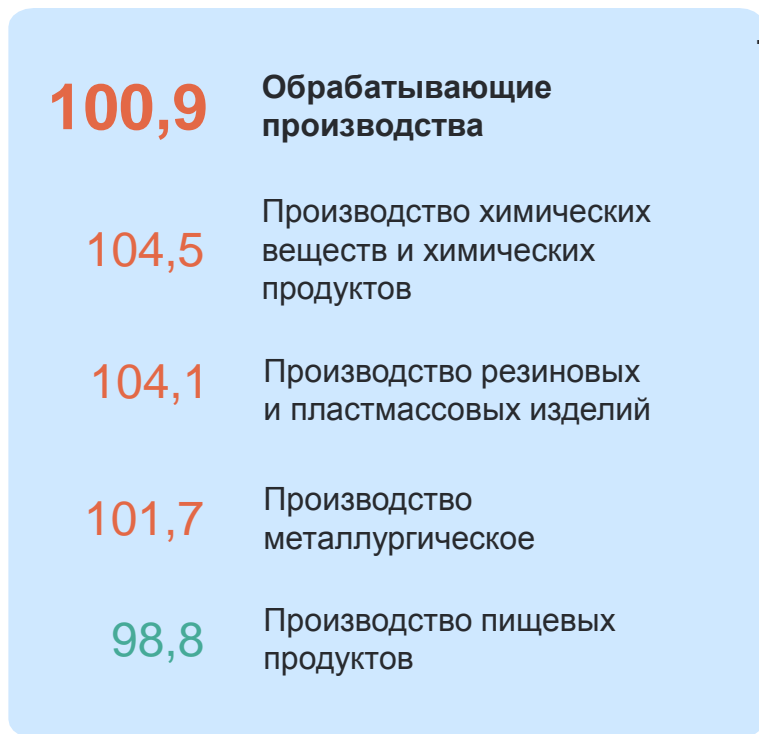 100,9
Обрабатывающие
производства
104,5
Производство химических
веществ и химических
продуктов
104,1
Производство резиновых
и пластмассовых изделий
101,7
Производство
металлургическое
98,8
Производство пищевых
продуктов